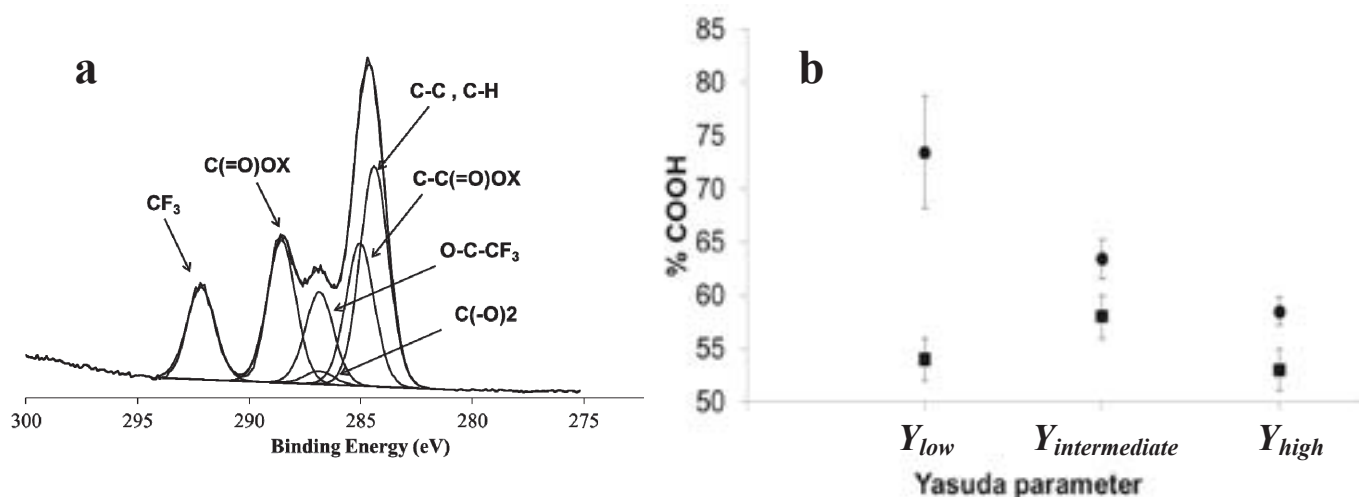 a
C-C , C-H
C(=O)OX
C-C(=O)OX
CF3
O-C-CF3
C(-O)2
300 295 290 285 280 275
Binding Energy (eV)
b
85
80
75
70
65
60
55
50
% COOH
Ylow Yintermediate Yhigh
Yasuda parameter